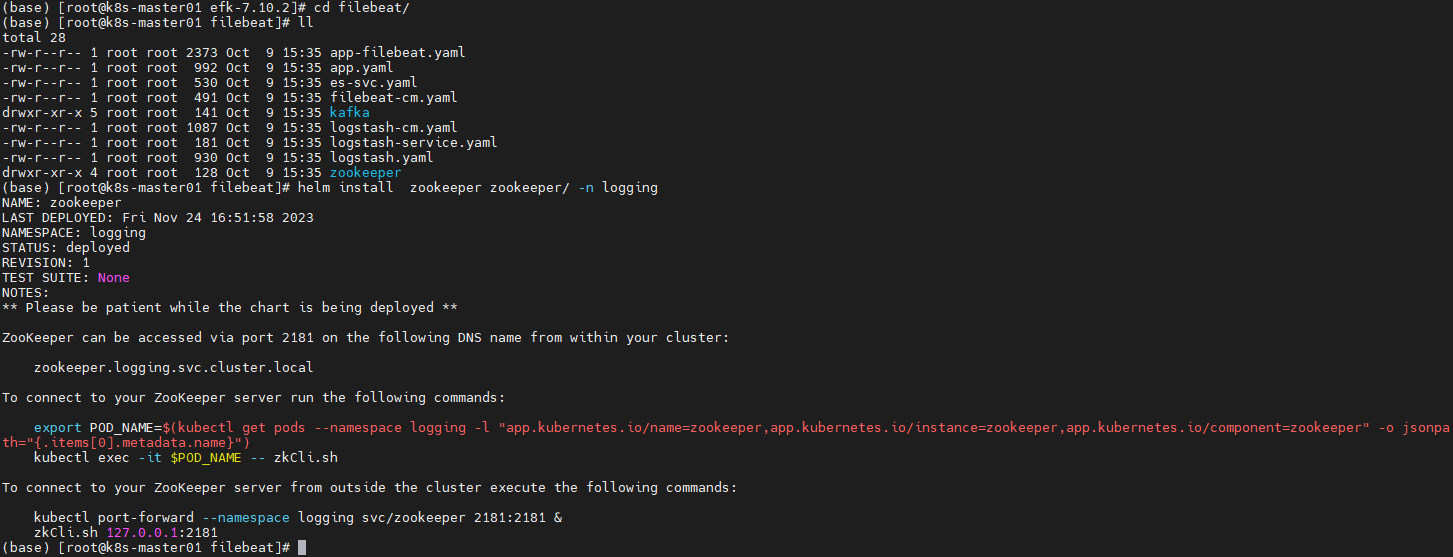 (base) [root@k8s-master01 efk-7.10.2]# cd filebeat/
(base) [root@k8s-master01 filebeat]# ll
total 28
-rw-r--r-- 1 root root 2373 Oct  9 15:35 app-filebeat.yaml
-rw-r--r-- 1 root root  992 Oct  9 15:35 app.yaml
-rw-r--r-- 1 root root  530 Oct  9 15:35 es-svc.yaml
-rw-r--r-- 1 root root  491 Oct  9 15:35 filebeat-cm.yaml
drwxr-xr-x 5 root root  141 Oct  9 15:35 kafka
-rw-r--r-- 1 root root 1087 Oct  9 15:35 logstash-cm.yaml
-rw-r--r-- 1 root root  181 Oct  9 15:35 logstash-service.yaml
-rw-r--r-- 1 root root  930 Oct  9 15:35 logstash.yaml
drwxr-xr-x 4 root root  128 Oct  9 15:35 zookeeper
(base) [root@k8s-master01 filebeat]# helm install  zookeeper zookeeper/ -n logging
NAME: zookeeper
LAST DEPLOYED: Fri Nov 24 16:51:58 2023
NAMESPACE: logging
STATUS: deployed
REVISION: 1
TEST SUITE: None
NOTES:
** Please be patient while the chart is being deployed **
ZooKeeper can be accessed via port 2181 on the following DNS name from within your cluster:
    zookeeper.logging.svc.cluster.local
To connect to your ZooKeeper server run the following commands:
    export POD_NAME=$(kubectl get pods --namespace logging -l "app.kubernetes.io/name=zookeeper,app.kubernetes.io/instance=zookeeper,app.kubernetes.io/component=zookeeper" -o jsonpa
th="{.items[0].metadata.name}")
    kubectl exec -it $POD_NAME -- zkCli.sh
To connect to your ZooKeeper server from outside the cluster execute the following commands:
    kubectl port-forward --namespace logging svc/zookeeper 2181:2181 &
    zkCli.sh 127.0.0.1:2181
(base) [root@k8s-master01 filebeat]#